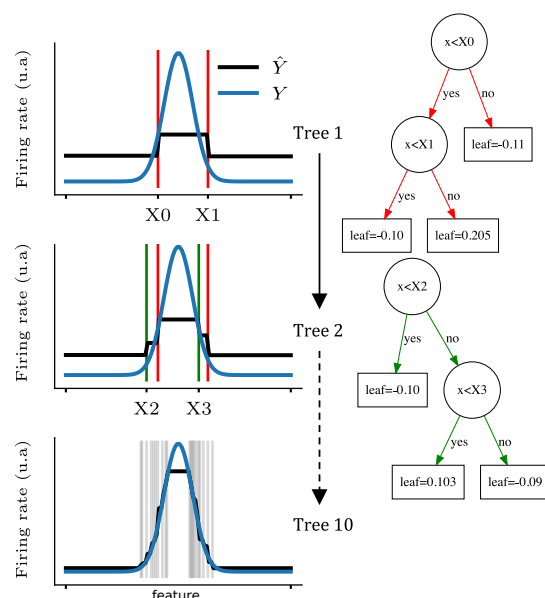 Firing rate (u.a)
Ŷ
Y
X0 X1
Tree 1
x<X0
yes no
x<X1
leaf=-0.11
yes no
leaf=-0.10
leaf=0.205
Firing rate (u.a)
X2 X3
Tree 2
x<X2
yes no
leaf=-0.10
x<X3
yes no
leaf=0.103
leaf=-0.09
Firing rate (u.a)
feature
Tree 10